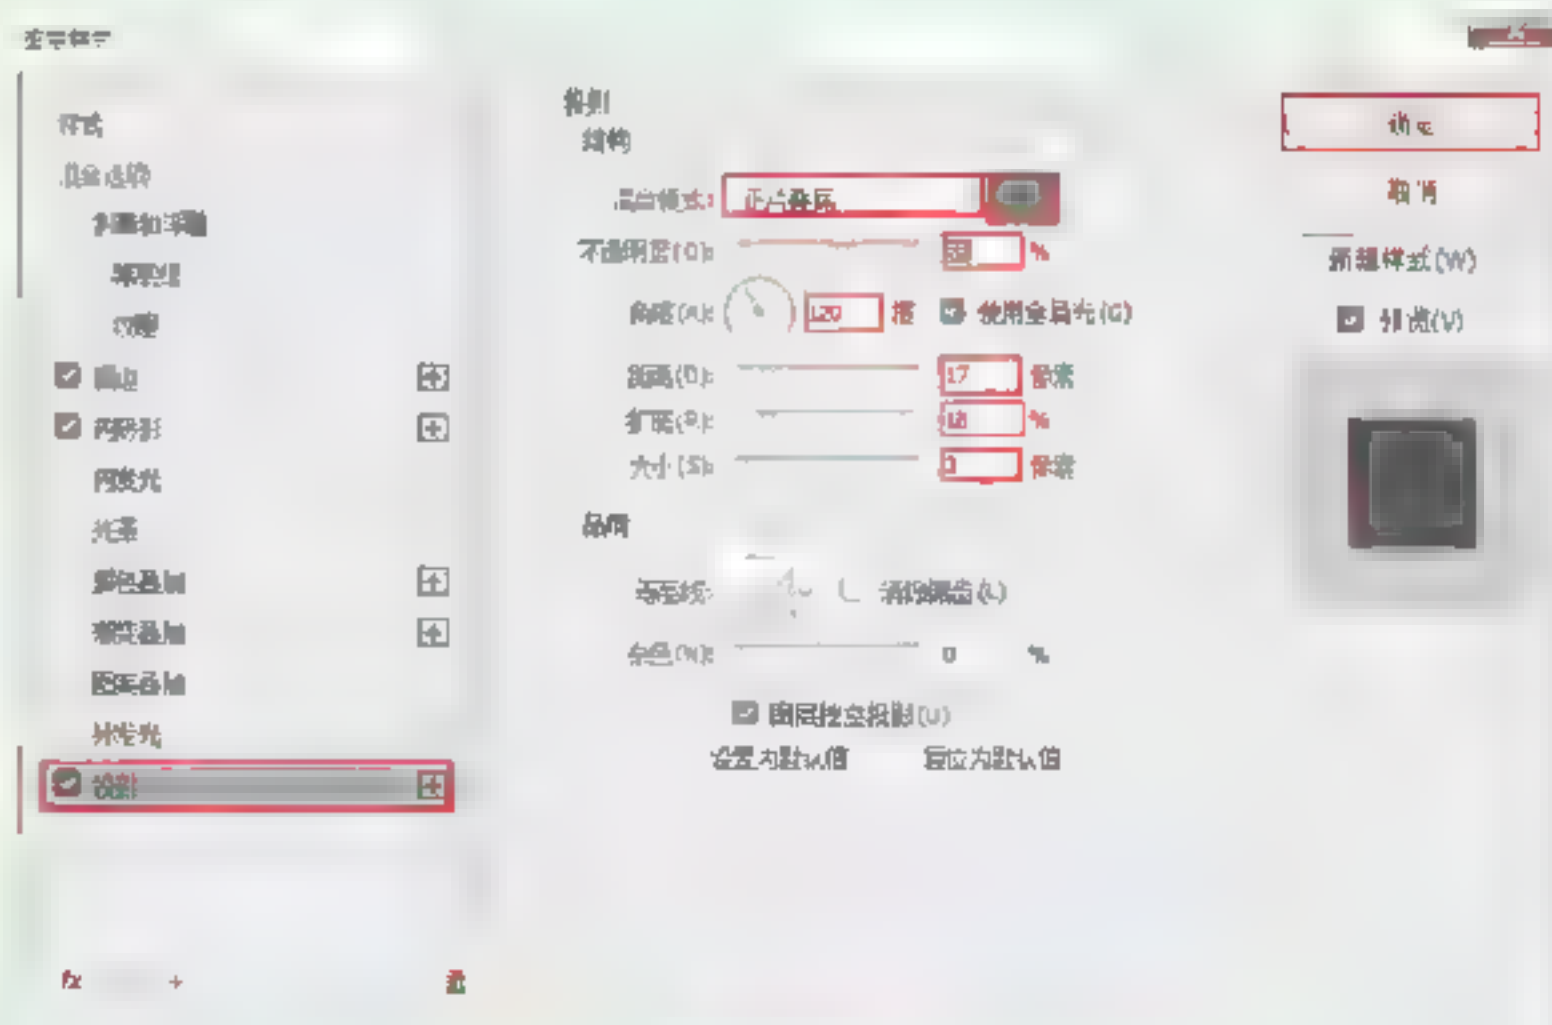 图层样式
样式
混合选项
斜面和浮雕
等高线
纹理
描边
内阴影
内发光
光泽
颜色叠加
渐变叠加
图案叠加
外发光
投影
fx
投影
结构
混合模式:
正片叠底
不透明度(O):
%
角度(A):
120
度
使用全局光(G)
距离(D):
17
像素
扩展(R):
18
%
大小(S):
像素
品质
等高线:
消除锯齿(L)
杂色(N):
0
%
图层挖空投影(U)
设置为默认值
复位为默认值
确定
取消
新建样式(W)
预览(V)